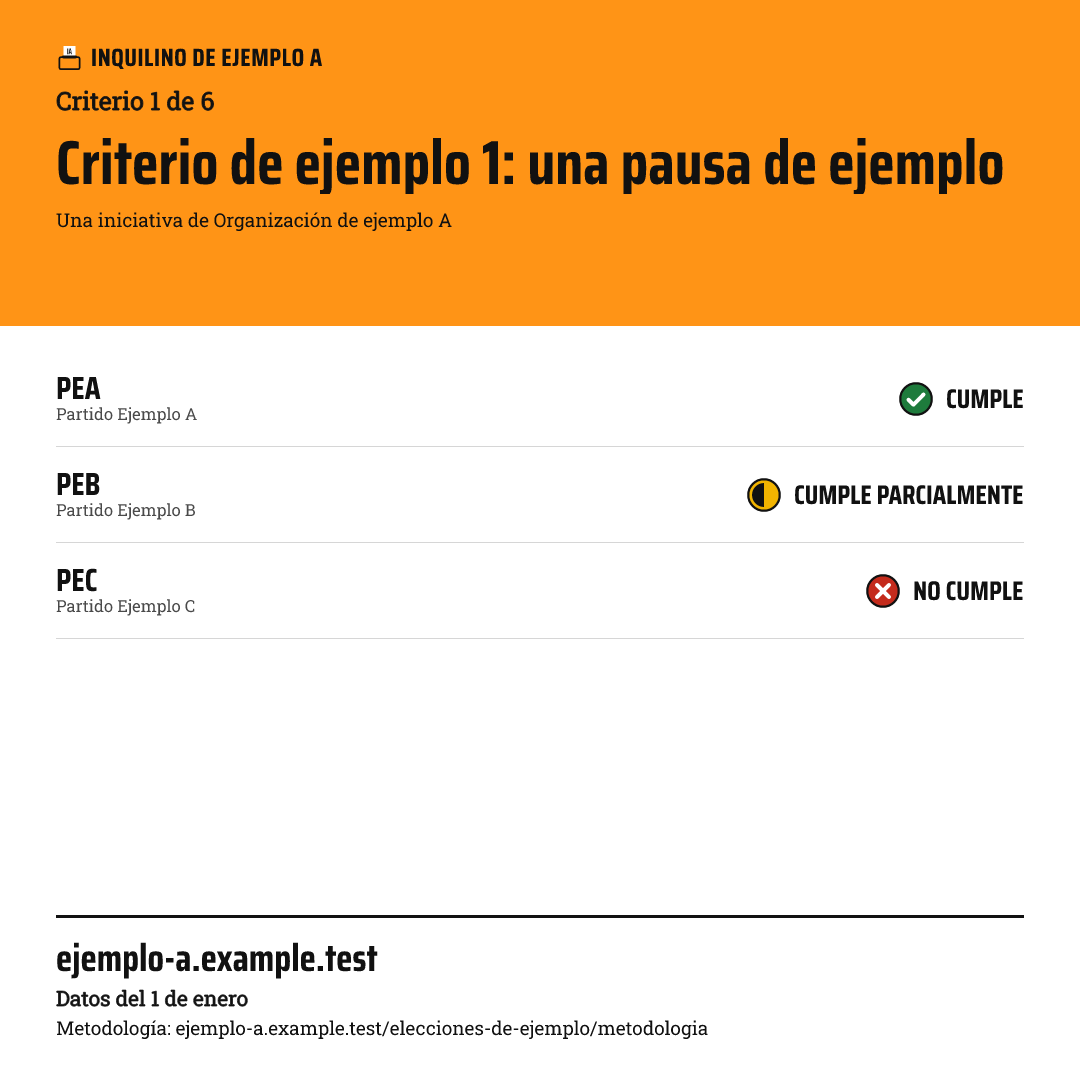 IA
INQUILINO DE EJEMPLO A
Criterio 1 de 6
Criterio de ejemplo 1: una pausa de ejemplo
Una iniciativa de Organización de ejemplo A
PEA
Partido Ejemplo A
CUMPLE
PEB
Partido Ejemplo B
CUMPLE PARCIALMENTE
PEC
Partido Ejemplo C
NO CUMPLE
ejemplo-a.example.test
Datos del 1 de enero
Metodología: ejemplo-a.example.test/elecciones-de-ejemplo/metodologia